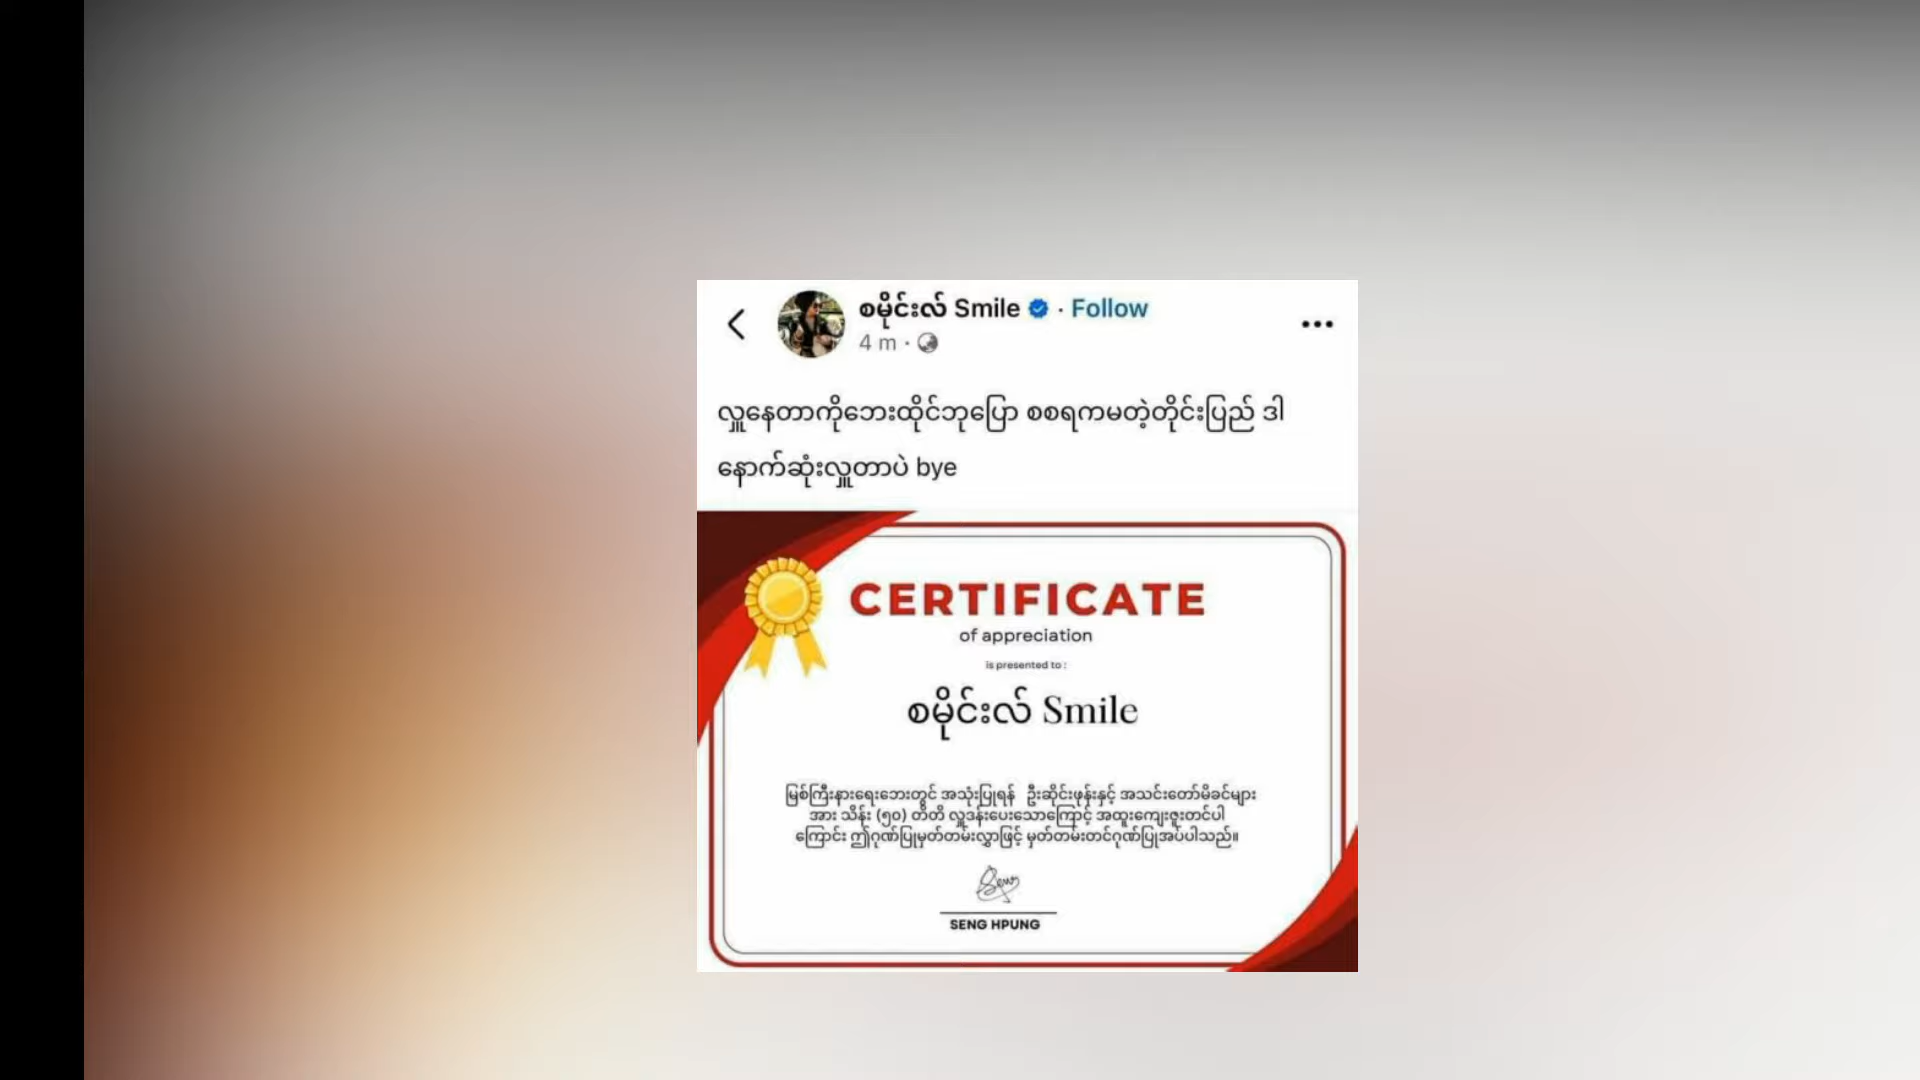 စမိုင်းလ် Smile · Follow
4 m ·
လှူနေတာကိုဘေးထိုင်ဘုပြော စစရကမတဲ့တိုင်းပြည် ဒါ
နောက်ဆုံးလှူတာပဲ bye
CERTIFICATE
of appreciation
is presented to :
စမိုင်းလ် Smile
မြစ်ကြီးနားရေးဘေးတွင် အသုံးပြုရန် ဦးဆိုင်းဖုန်းနှင့် အသင်းတော်မိခင်များ
အား သိန်း (၅၀) တိတိ လှူဒန်းပေးသောကြောင့် အထူးကျေးဇူးတင်ပါ
ကြောင်း ဤဂုဏ်ပြုမှတ်တမ်းလွှာဖြင့် မှတ်တမ်းတင်ဂုဏ်ပြုအပ်ပါသည်။
SENG HPUNG